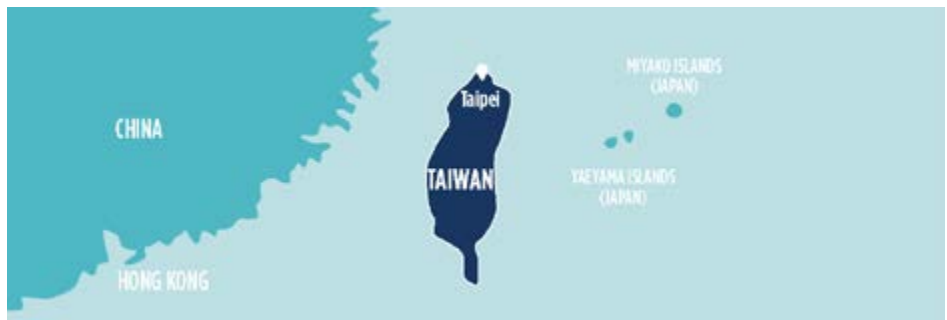 MIYAKO ISLANDS
(JAPAN)
Taipei
CHINA
TAIWAN
YAEYAMA ISLANDS
(JAPAN)
HONG KONG